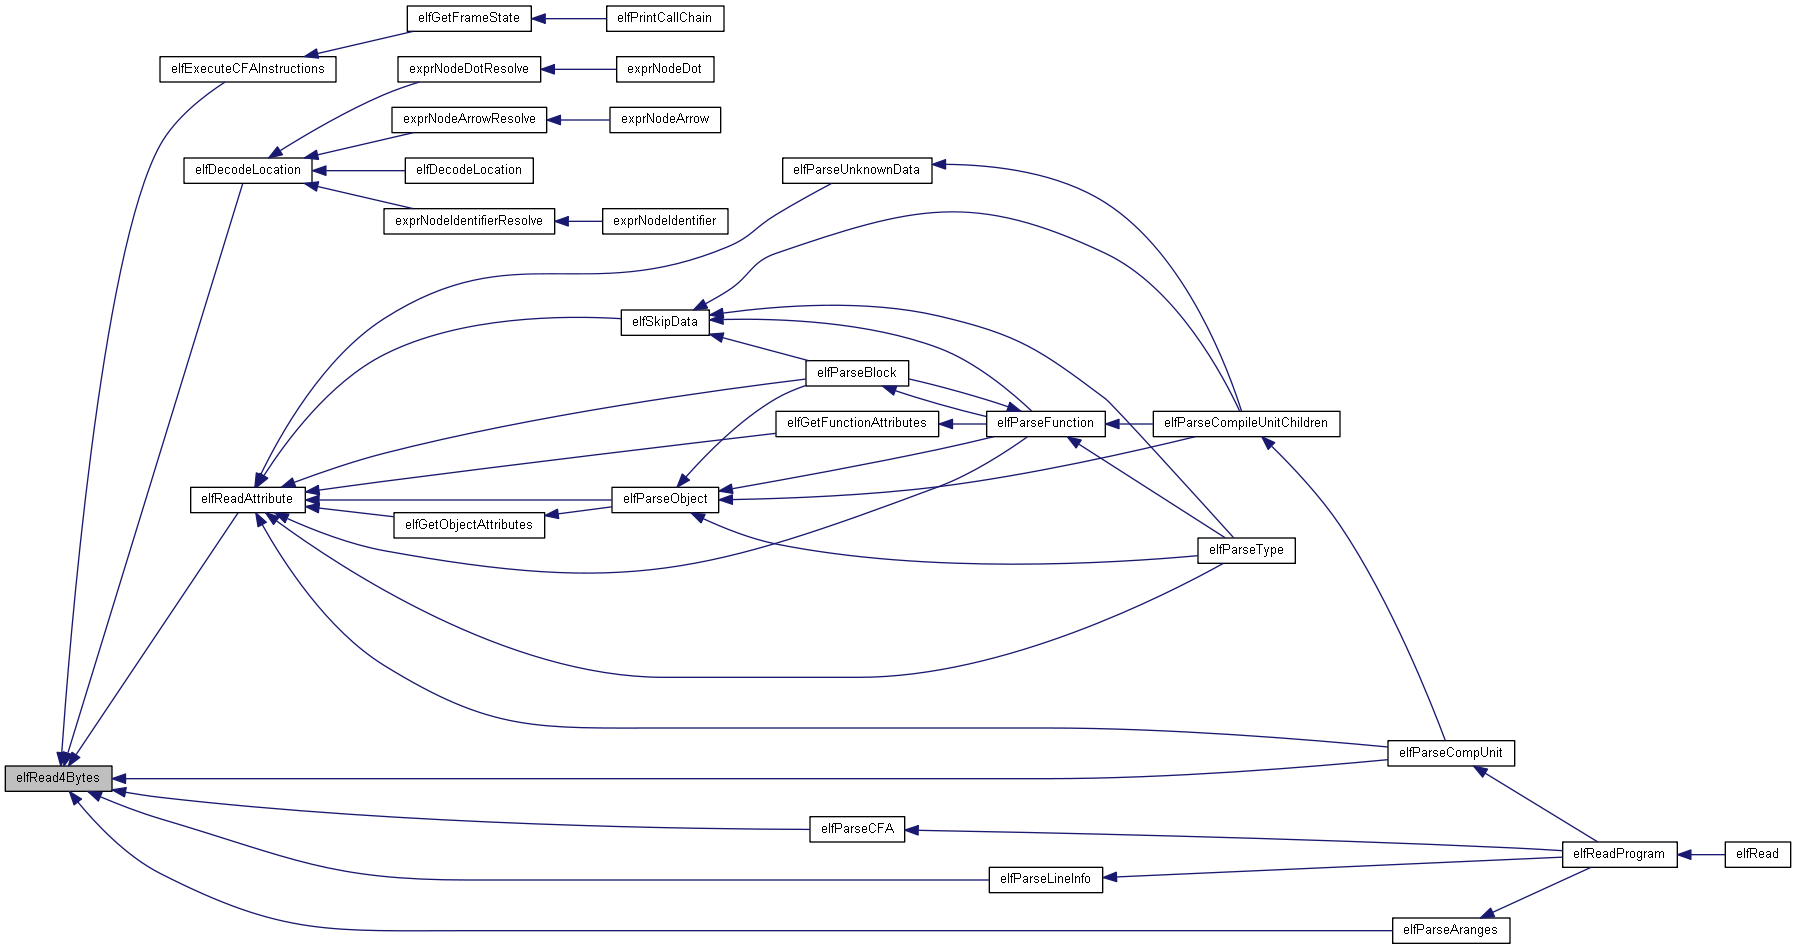 elfGetFrameState
elfPrintCallChain
elfExecuteCFAInstructions
exprNodeDotResolve
exprNodeDot
exprNodeArrowResolve
exprNodeArrow
elfDecodeLocation
elfDecodeLocation
elfParseUnknownData
exprNodeIdentifierResolve
exprNodeIdentifier
elfSkipData
elfParseBlock
elfGetFunctionAttributes
elfParseFunction
elfParseCompileUnitChildren
elfReadAttribute
elfParseObject
elfGetObjectAttributes
elfParseType
elfParseCompUnit
elfRead4Bytes
elfParseCFA
elfReadProgram
elfRead
elfParseLineInfo
elfParseAranges